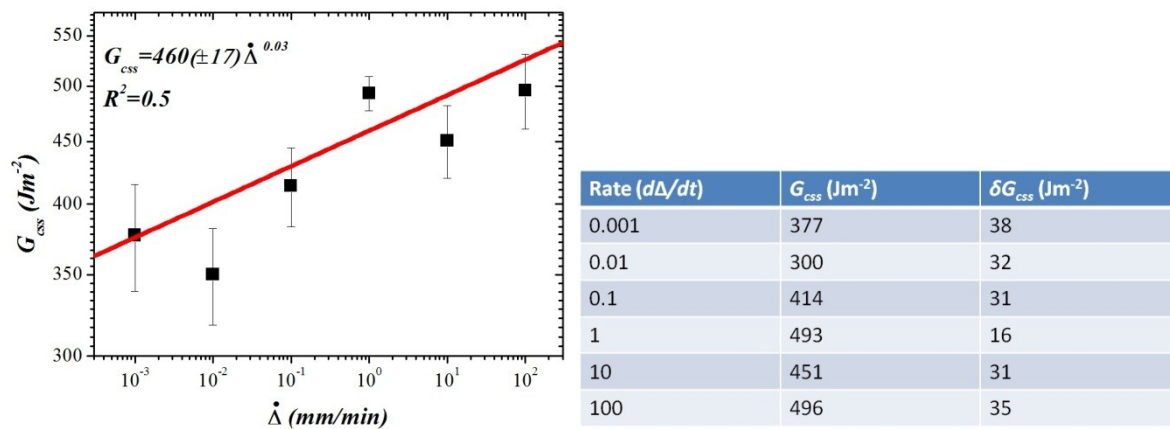 G_css=460(±17)Δ̇^0.03
R²=0.5
550
500
450
400
350
300
G_css (Jm⁻²)
10⁻³ 10⁻² 10⁻¹ 10⁰ 10¹ 10²
Δ̇ (mm/min)
Rate (dΔ/dt) G_css (Jm⁻²) δG_css (Jm⁻²)
0.001 377 38
0.01 300 32
0.1 414 31
1 493 16
10 451 31
100 496 35